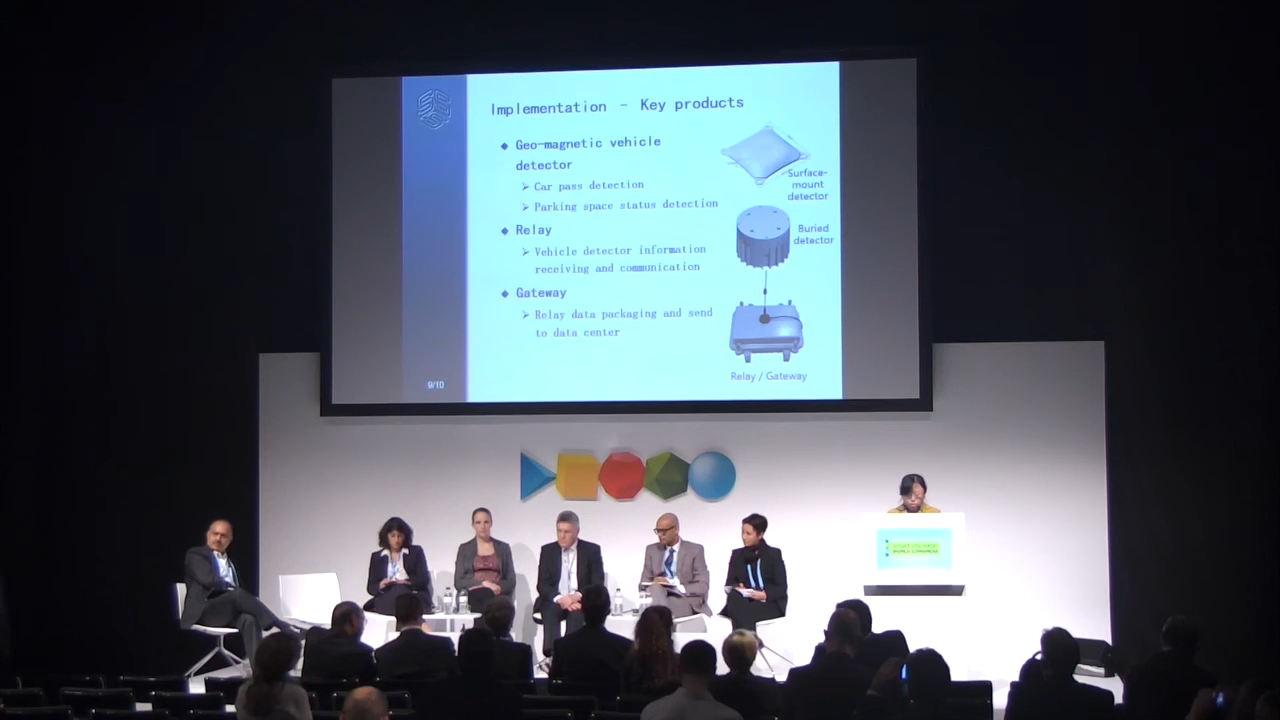 Implementation – Key products
◆ Geo-magnetic vehicle
detector
➢ Car pass detection
➢ Parking space status detection
◆ Relay
➢ Vehicle detector information
receiving and communication
◆ Gateway
➢ Relay data packaging and send
to data center
Surface-
mount
detector
Buried
detector
Relay / Gateway
9/10
WORLD CONGRESS